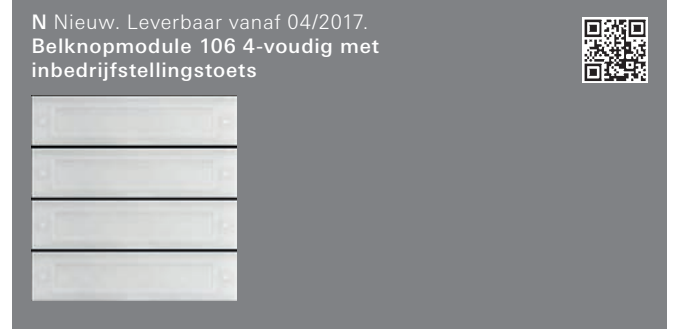 N Nieuw. Leverbaar vanaf 04/2017.
Belknopmodule 106 4-voudig met
inbedrijfstellingstoets